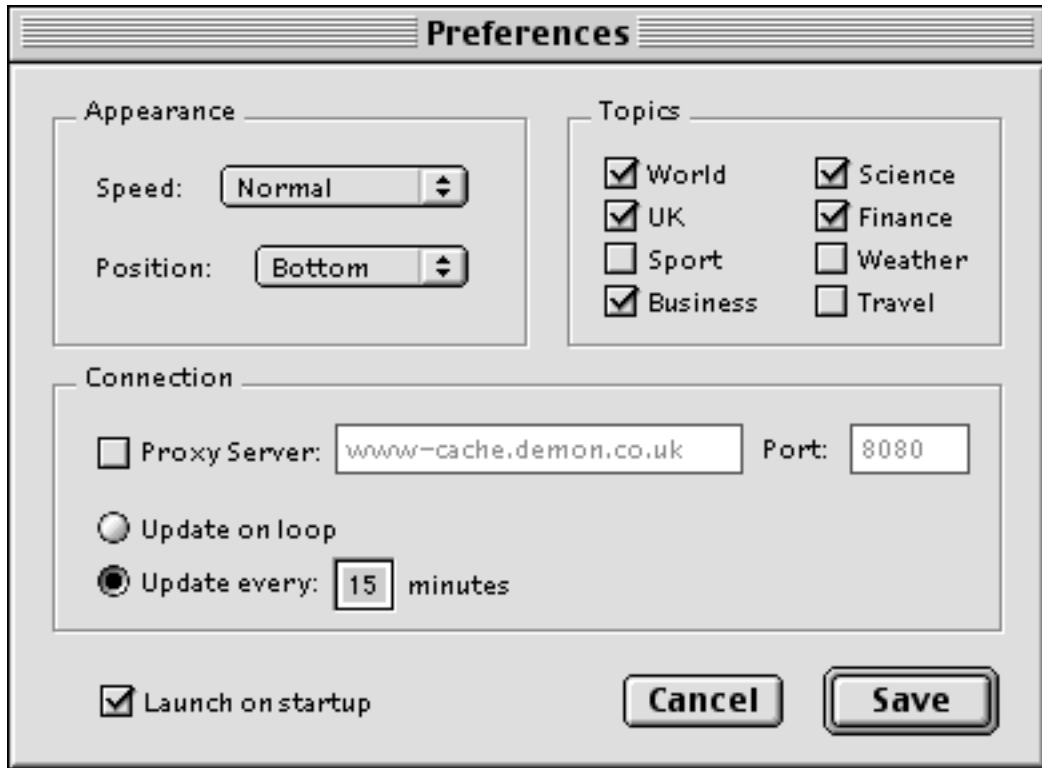 Preferences
Appearance
Speed: Normal
Position: Bottom
Topics
World Science
UK Finance
Sport Weather
Business Travel
Connection
Proxy Server: www-cache.demon.co.uk Port: 8080
Update on loop
Update every: 15 minutes
Launch on startup Cancel Save